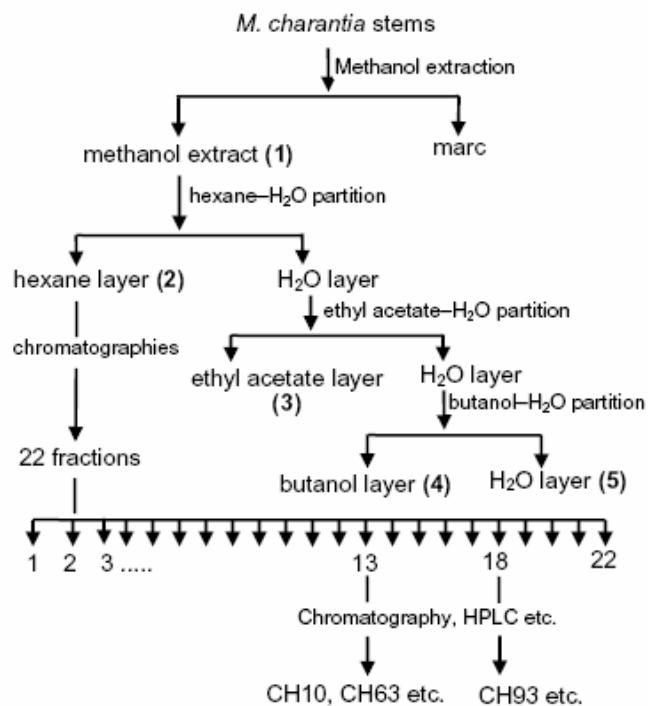 M. charantia stems
Methanol extraction
methanol extract (1)
marc
hexane–H₂O partition
hexane layer (2)
H₂O layer
ethyl acetate–H₂O partition
chromatographies
ethyl acetate layer
(3)
H₂O layer
butanol–H₂O partition
22 fractions
butanol layer (4)
H₂O layer (5)
1 2 3 ..... 13 18 22
Chromatography, HPLC etc.
CH10, CH63 etc.
CH93 etc.